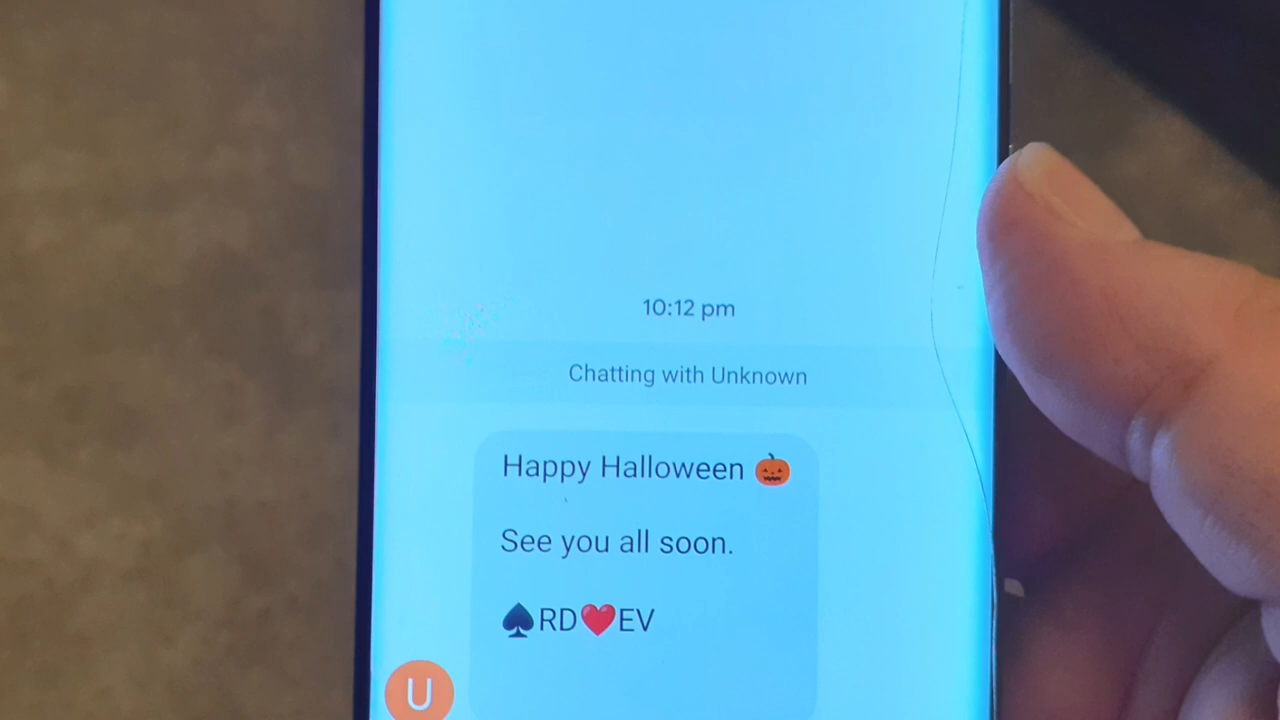 10:12 pm
Chatting with Unknown
Happy Halloween 🎃
See you all soon.
♠️RD❤️EV
U